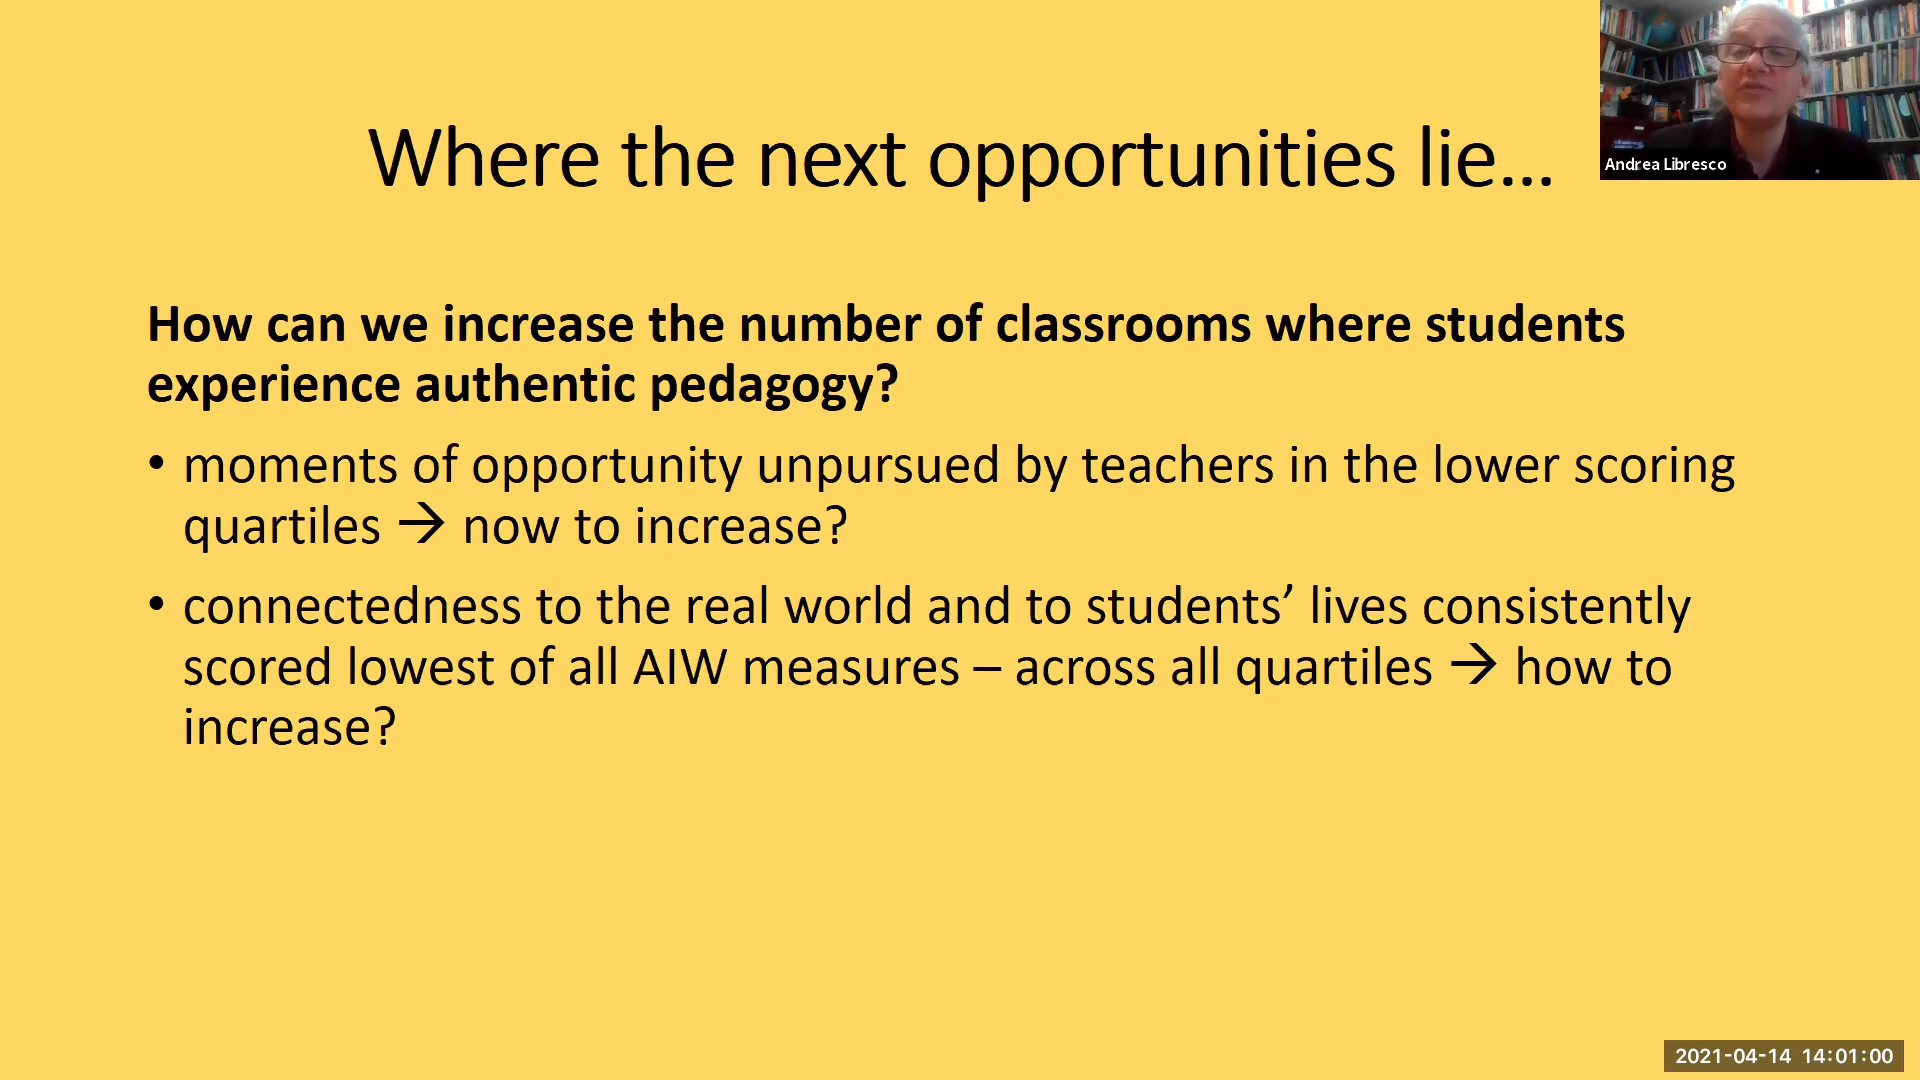 Where the next opportunities lie...
Andrea Libresco
How can we increase the number of classrooms where students
experience authentic pedagogy?
• moments of opportunity unpursued by teachers in the lower scoring
quartiles → now to increase?
• connectedness to the real world and to students’ lives consistently
scored lowest of all AIW measures – across all quartiles → how to
increase?
2021-04-14 14:01:00